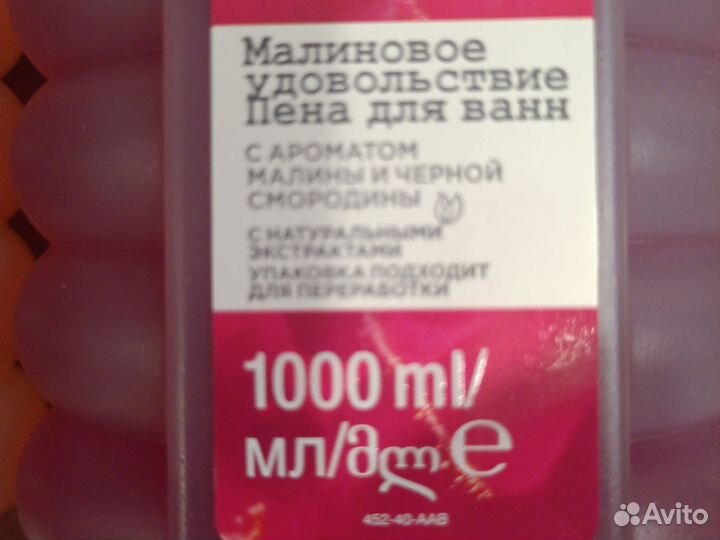 Малиновое
удовольствие
Пена для ванн
С АРОМАТОМ
МАЛИНЫ И ЧЕРНОЙ
СМОРОДИНЫ
С НАТУРАЛЬНЫМИ
ЭКСТРАКТАМИ
УПАКОВКА ПОДХОДИТ
ДЛЯ ПЕРЕРАБОТКИ
1000 ml/
мл/მლ ℮
452-40-AAB
Avito